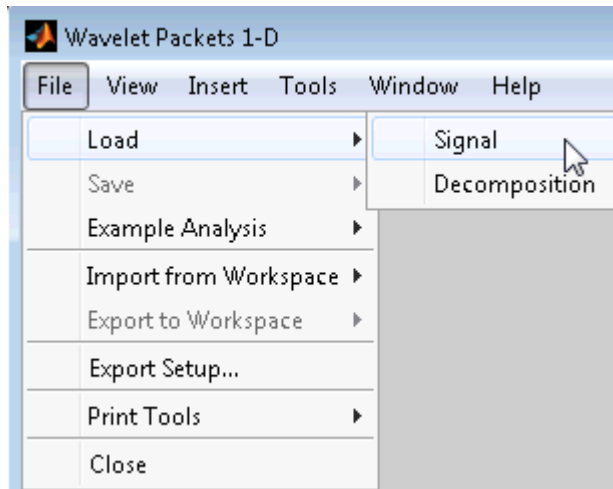 Wavelet Packets 1-D
File View Insert Tools Window Help
Load Signal
Save Decomposition
Example Analysis
Import from Workspace
Export to Workspace
Export Setup...
Print Tools
Close